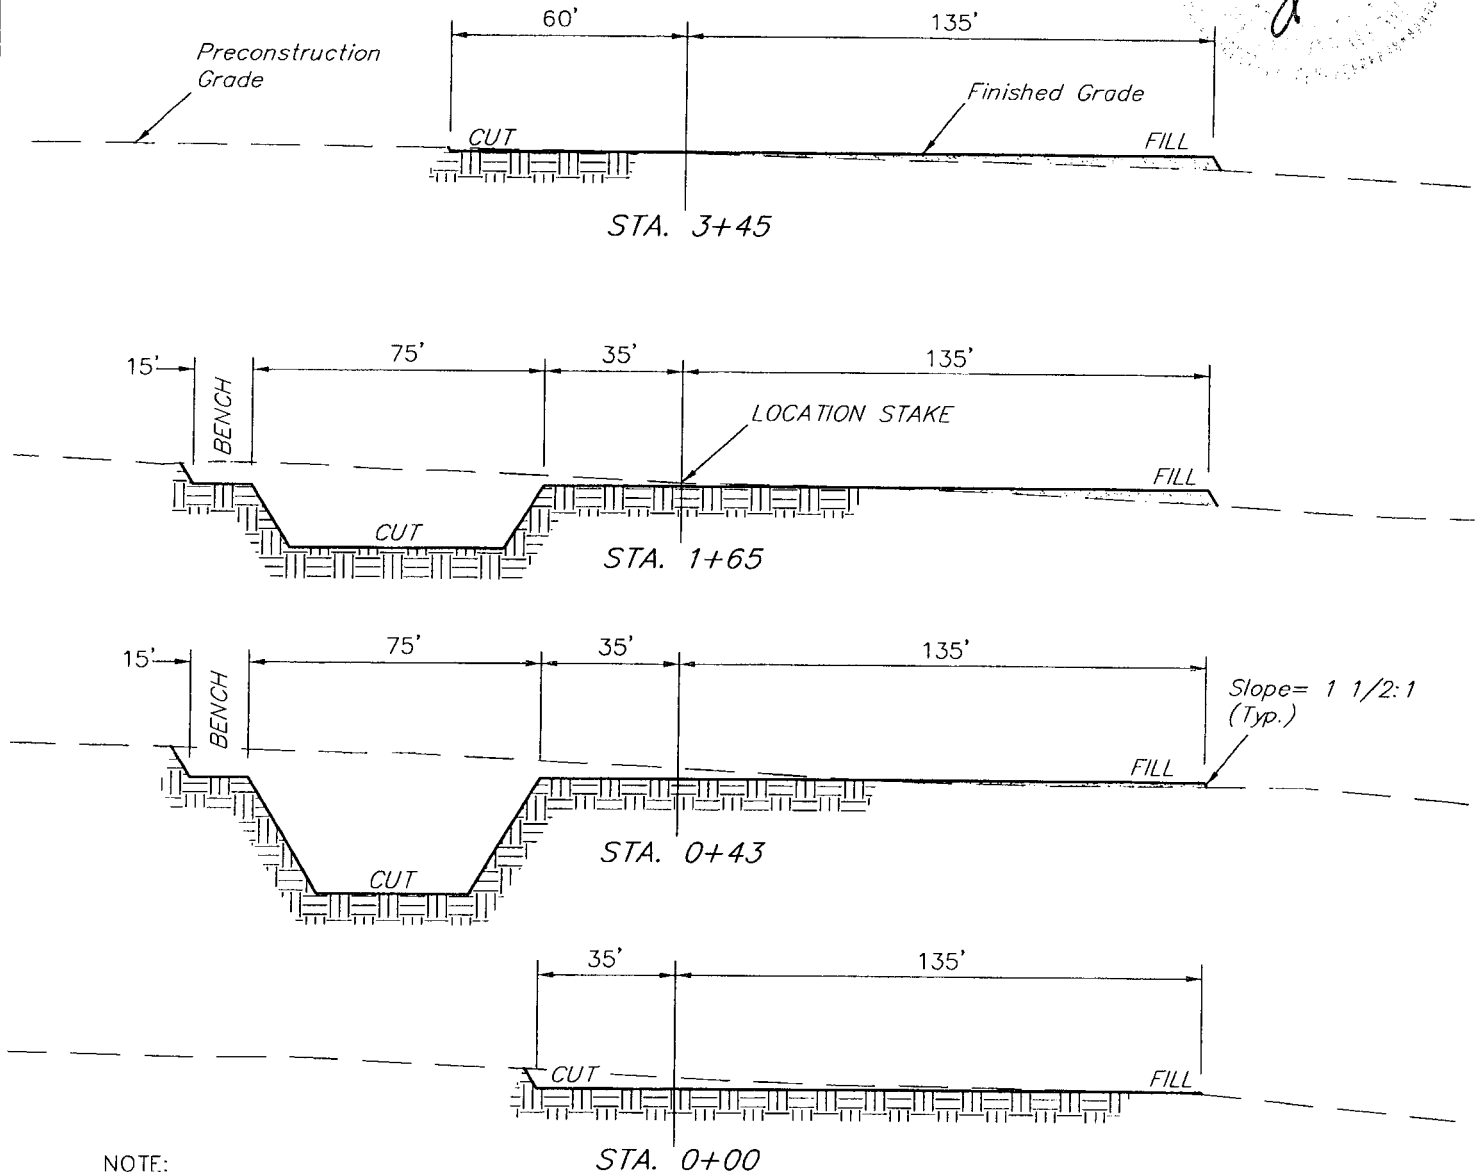 60'
135'
Preconstruction
Grade
Finished Grade
CUT
FILL
STA. 3+45
15'
75'
35'
135'
BENCH
LOCATION STAKE
FILL
CUT
STA. 1+65
15'
75'
35'
135'
BENCH
Slope= 1 1/2:1
(Typ.)
FILL
CUT
STA. 0+43
35'
135'
CUT
FILL
STA. 0+00
NOTE: